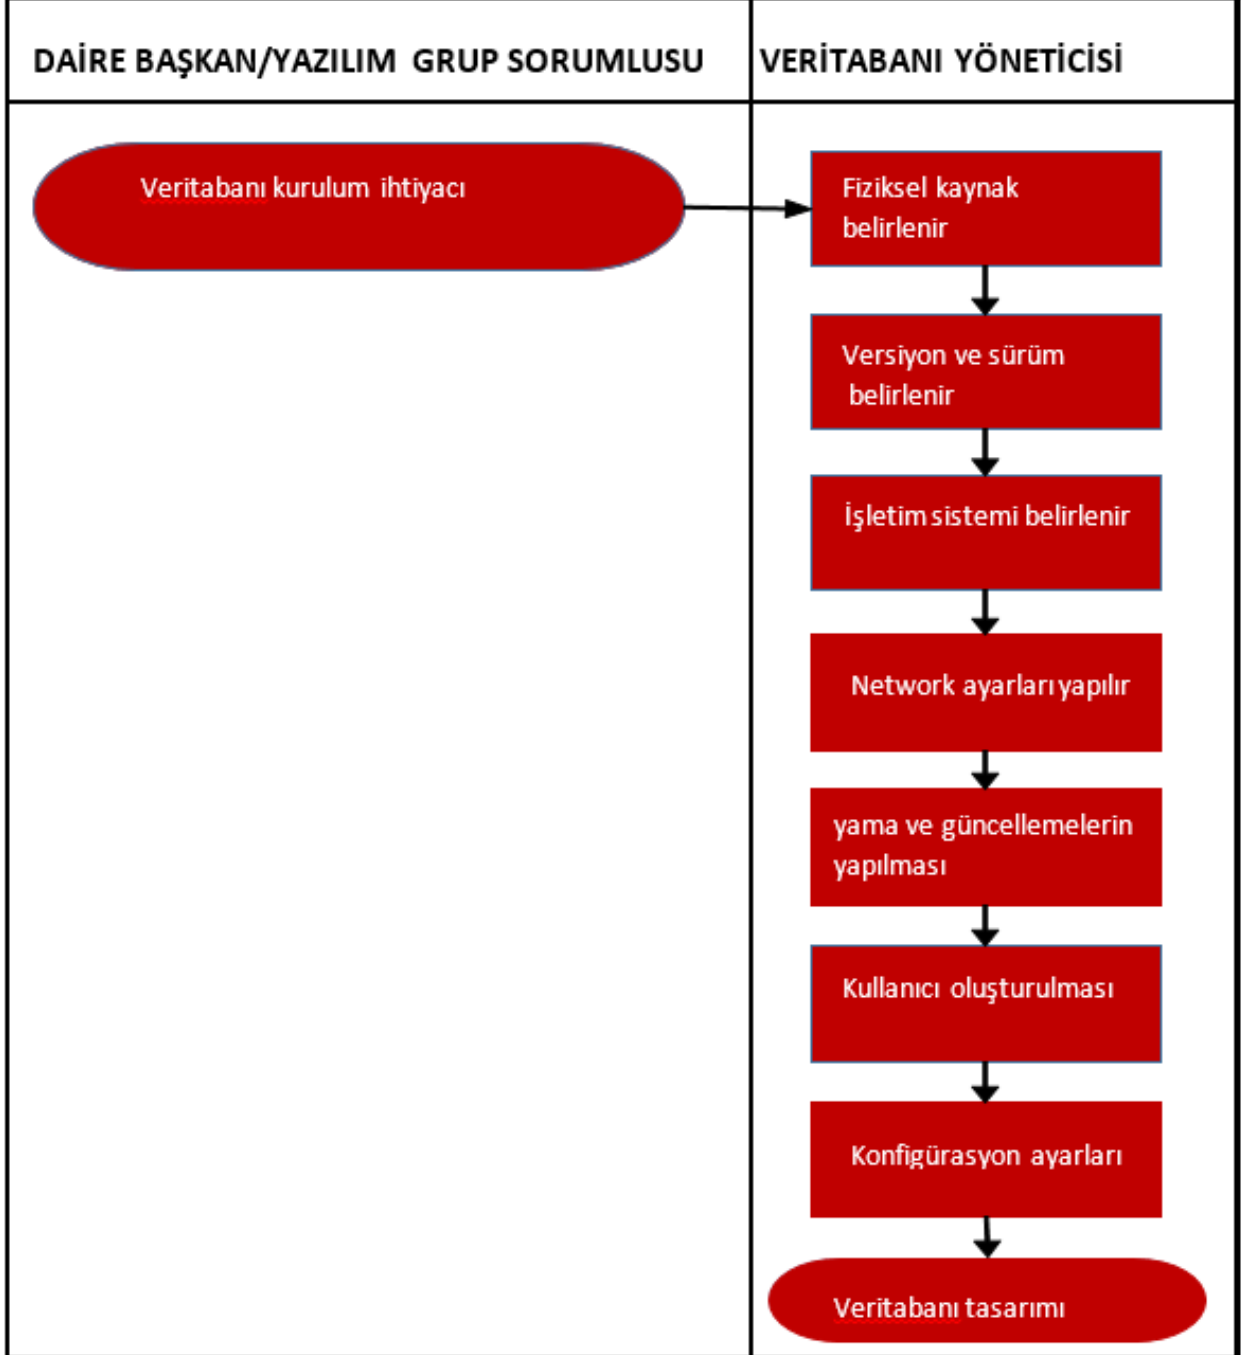 DAİRE BAŞKAN/YAZILIM GRUP SORUMLUSU
VERİTABANI YÖNETİCİSİ
Veritabanı kurulum ihtiyacı
Fiziksel kaynak
belirlenir
Versiyon ve sürüm
belirlenir
İşletim sistemi belirlenir
Network ayarları yapılır
yama ve güncellemelerin
yapılması
Kullanıcı oluşturulması
Konfigürasyon ayarları
Veritabanı tasarımı